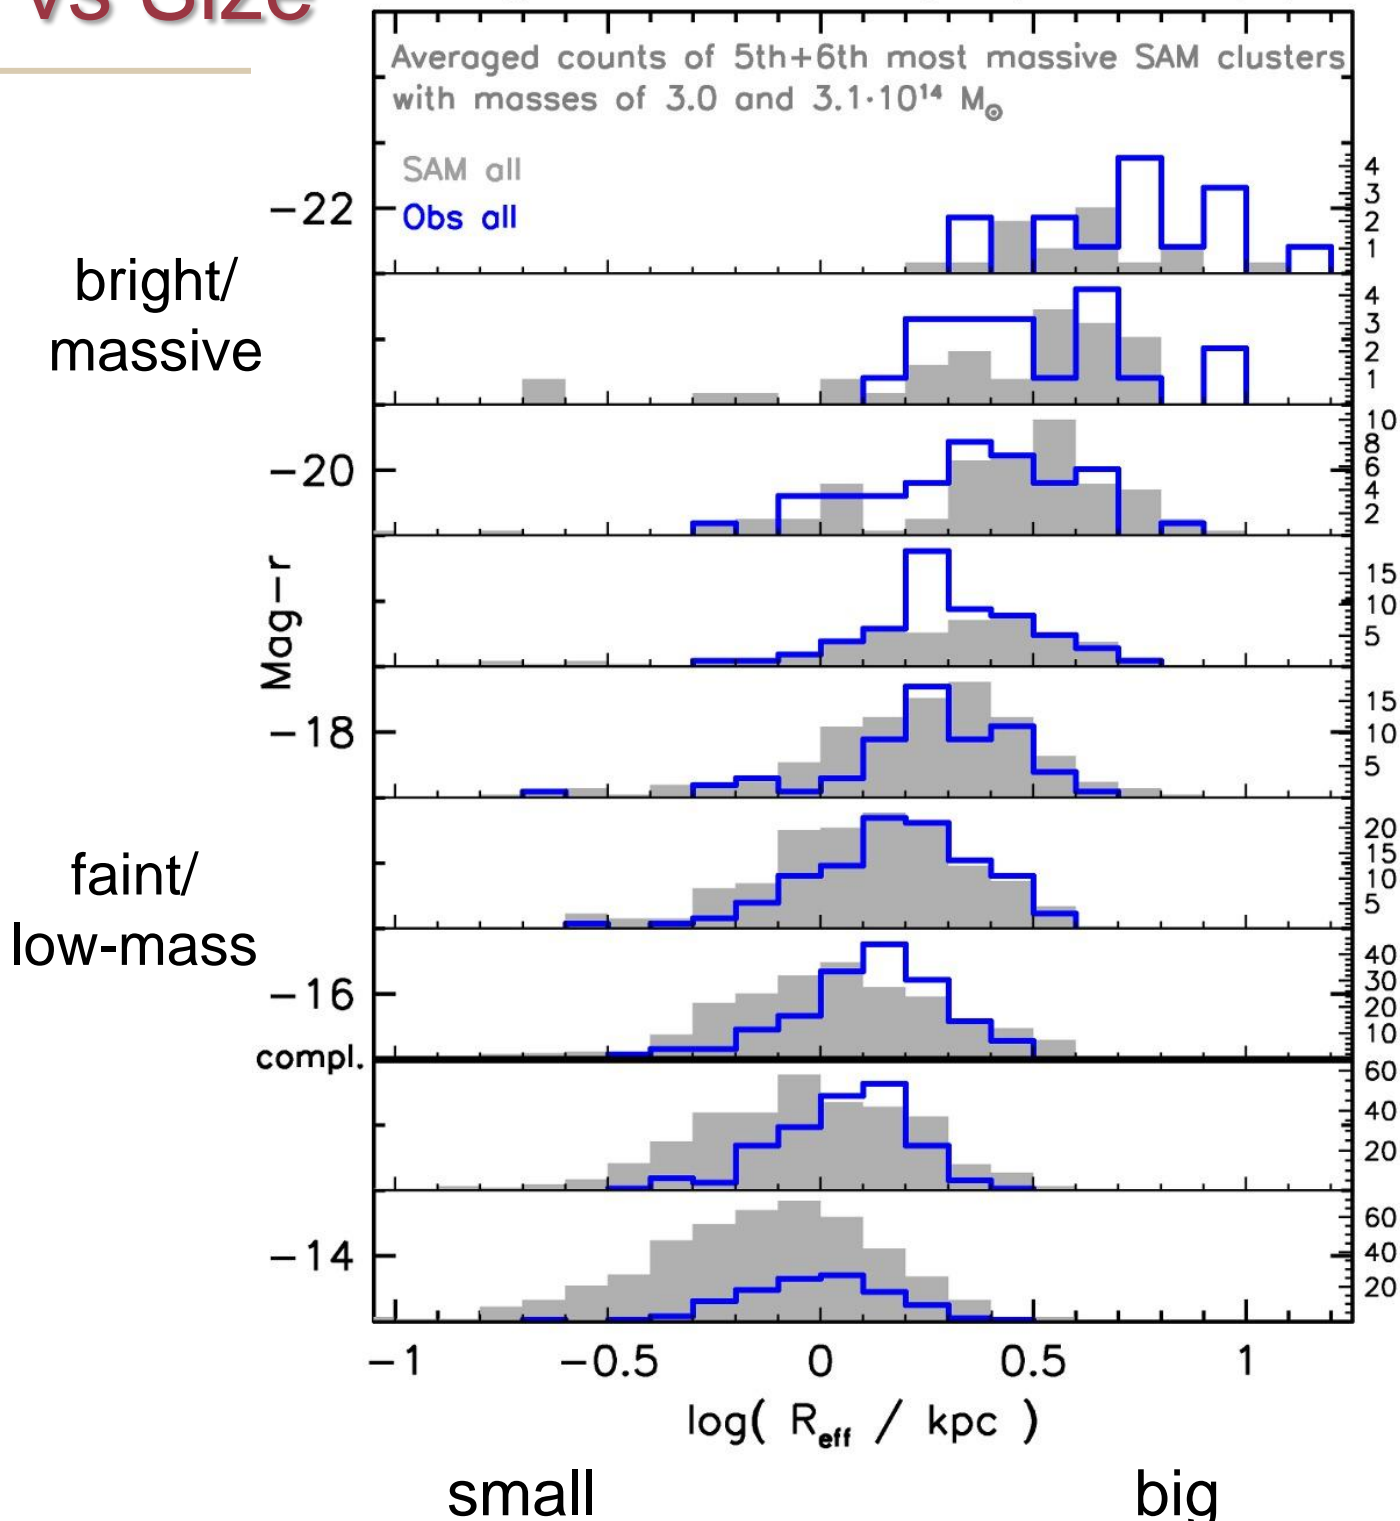 vs Size
Averaged counts of 5th+6th most massive SAM clusters
with masses of 3.0 and 3.1·10¹⁴ M⊙
SAM all
Obs all
bright/
massive
faint/
low-mass
Mag-r
-22
-20
-18
-16
compl.
-14
4
3
2
1
4
3
2
1
10
8
6
4
2
15
10
5
15
10
5
20
15
10
5
40
30
20
10
60
40
20
60
40
20
-1 -0.5 0 0.5 1
log( R_eff / kpc )
small big